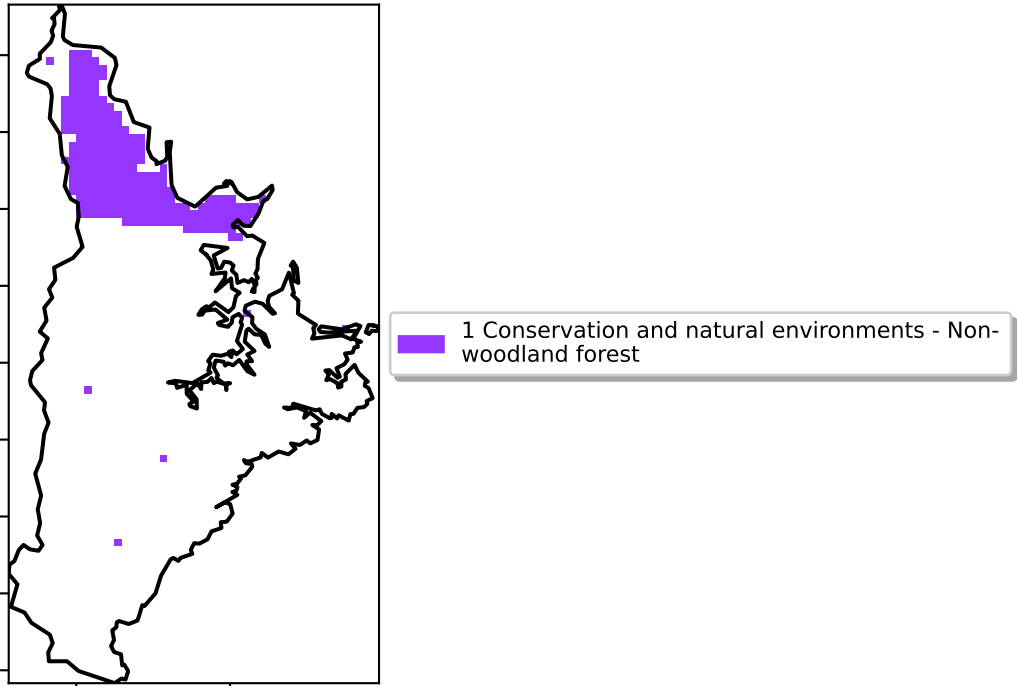 1 Conservation and natural environments - Non-
woodland forest